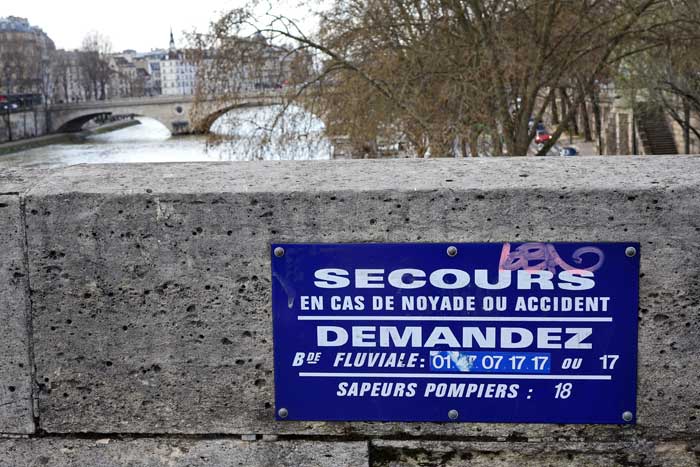 SECOURS
EN CAS DE NOYADE OU ACCIDENT
DEMANDEZ
BDE FLUVIALE: 01. 07.17.17 OU 17
SAPEURS POMPIERS : 18